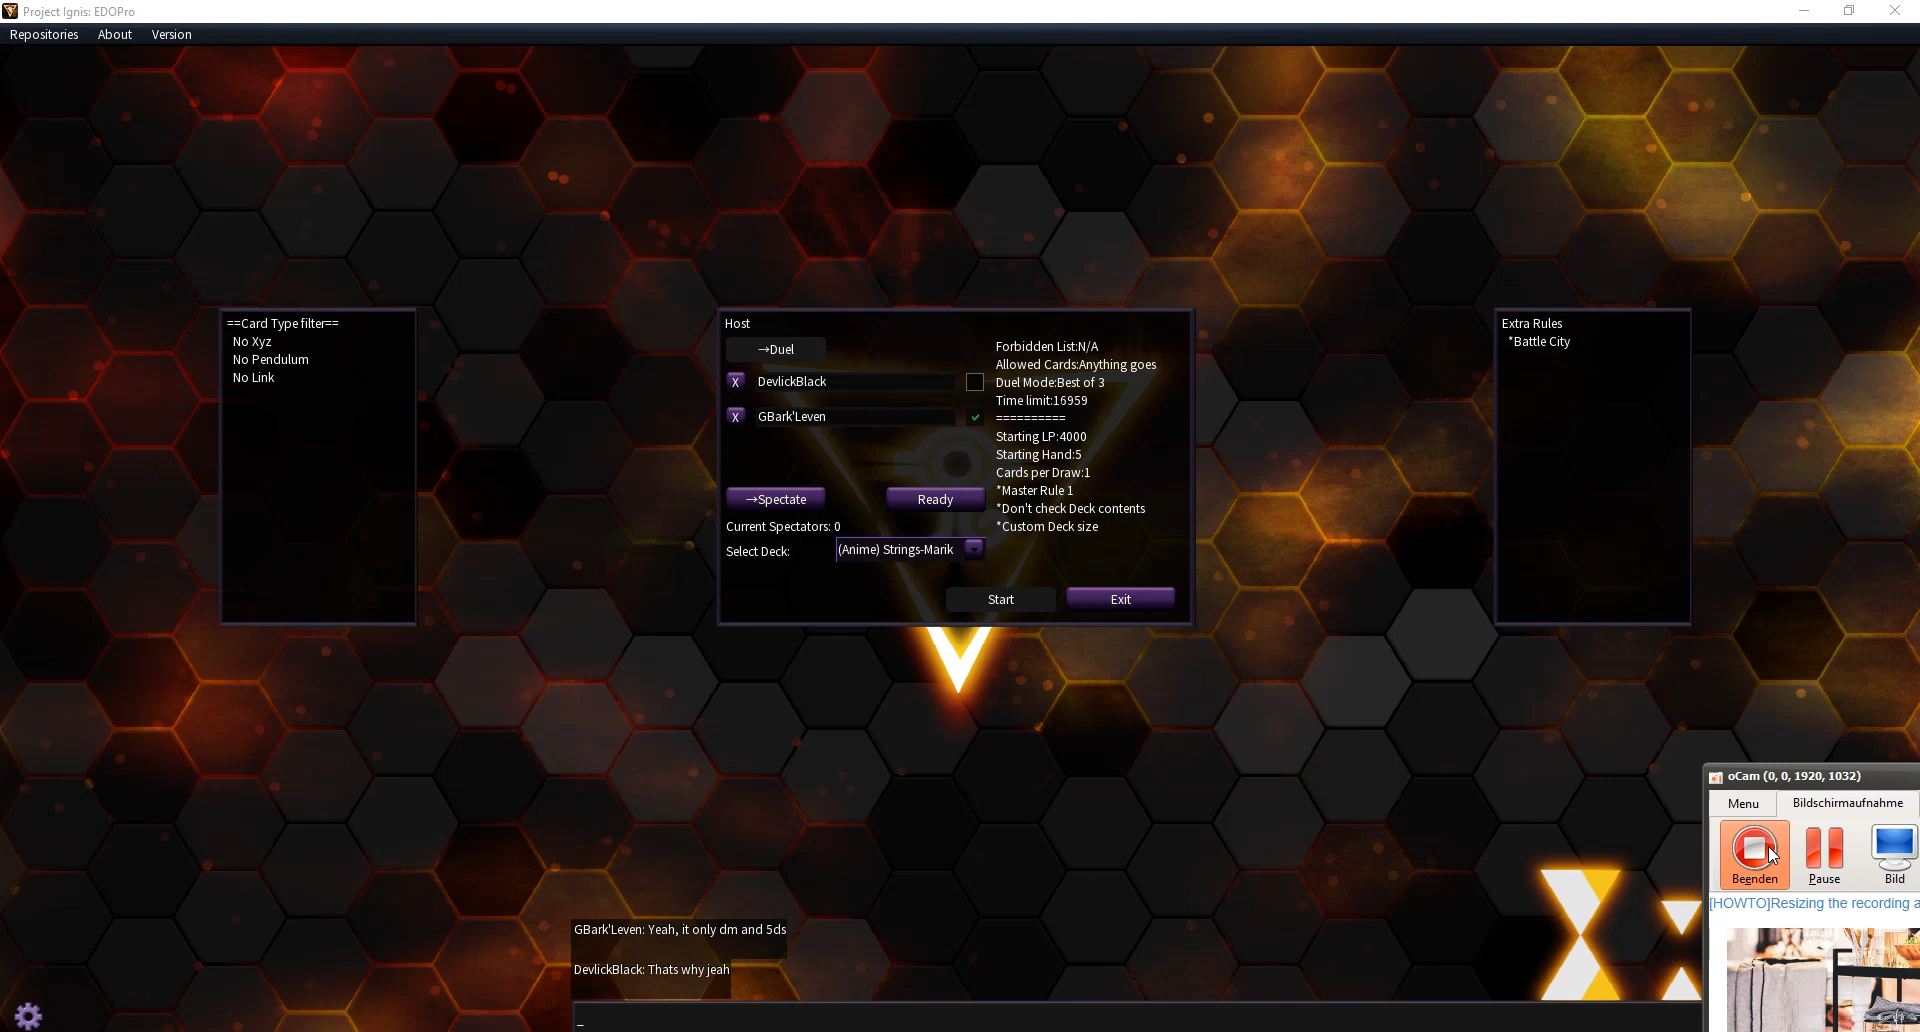 Project Ignis: EDOPro
Repositories About Version
==Card Type filter==
No Xyz
No Pendulum
No Link
Host
→Duel
X DevlickBlack
X GBark'Leven
→Spectate Ready
Current Spectators: 0
Select Deck: (Anime) Strings-Marik
Forbidden List:N/A
Allowed Cards:Anything goes
Duel Mode:Best of 3
Time limit:16959
==========
Starting LP:4000
Starting Hand:5
Cards per Draw:1
*Master Rule 1
*Don't check Deck contents
*Custom Deck size
Start Exit
Extra Rules
*Battle City
oCam (0, 0, 1920, 1032)
Menu Bildschirmaufnahme
Beenden Pause Bild
[HOWTO]Resizing the recording a
GBark'Leven: Yeah, it only dm and 5ds
DevlickBlack: Thats why jeah